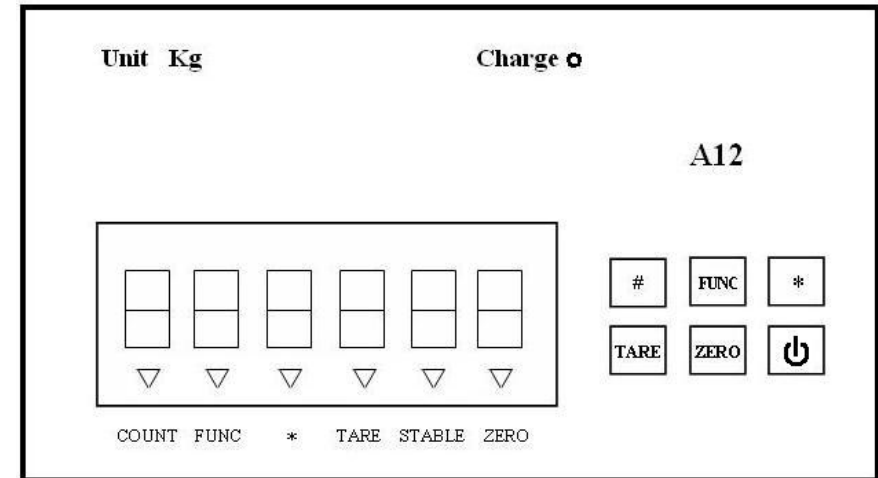 Unit Kg Charge
A12
# FUNC *
TARE ZERO
COUNT FUNC * TARE STABLE ZERO